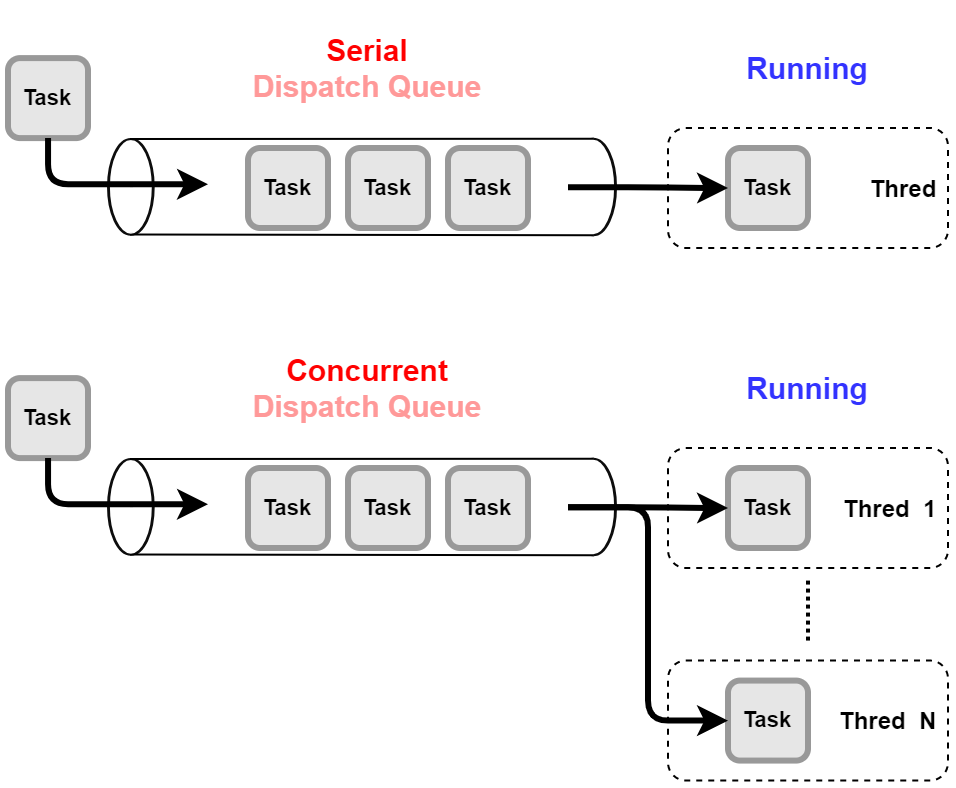 Serial
Dispatch Queue
Running
Task
Task
Task
Task
Task
Thred
Concurrent
Dispatch Queue
Running
Task
Task
Task
Task
Task
Thred 1
Task
Thred N